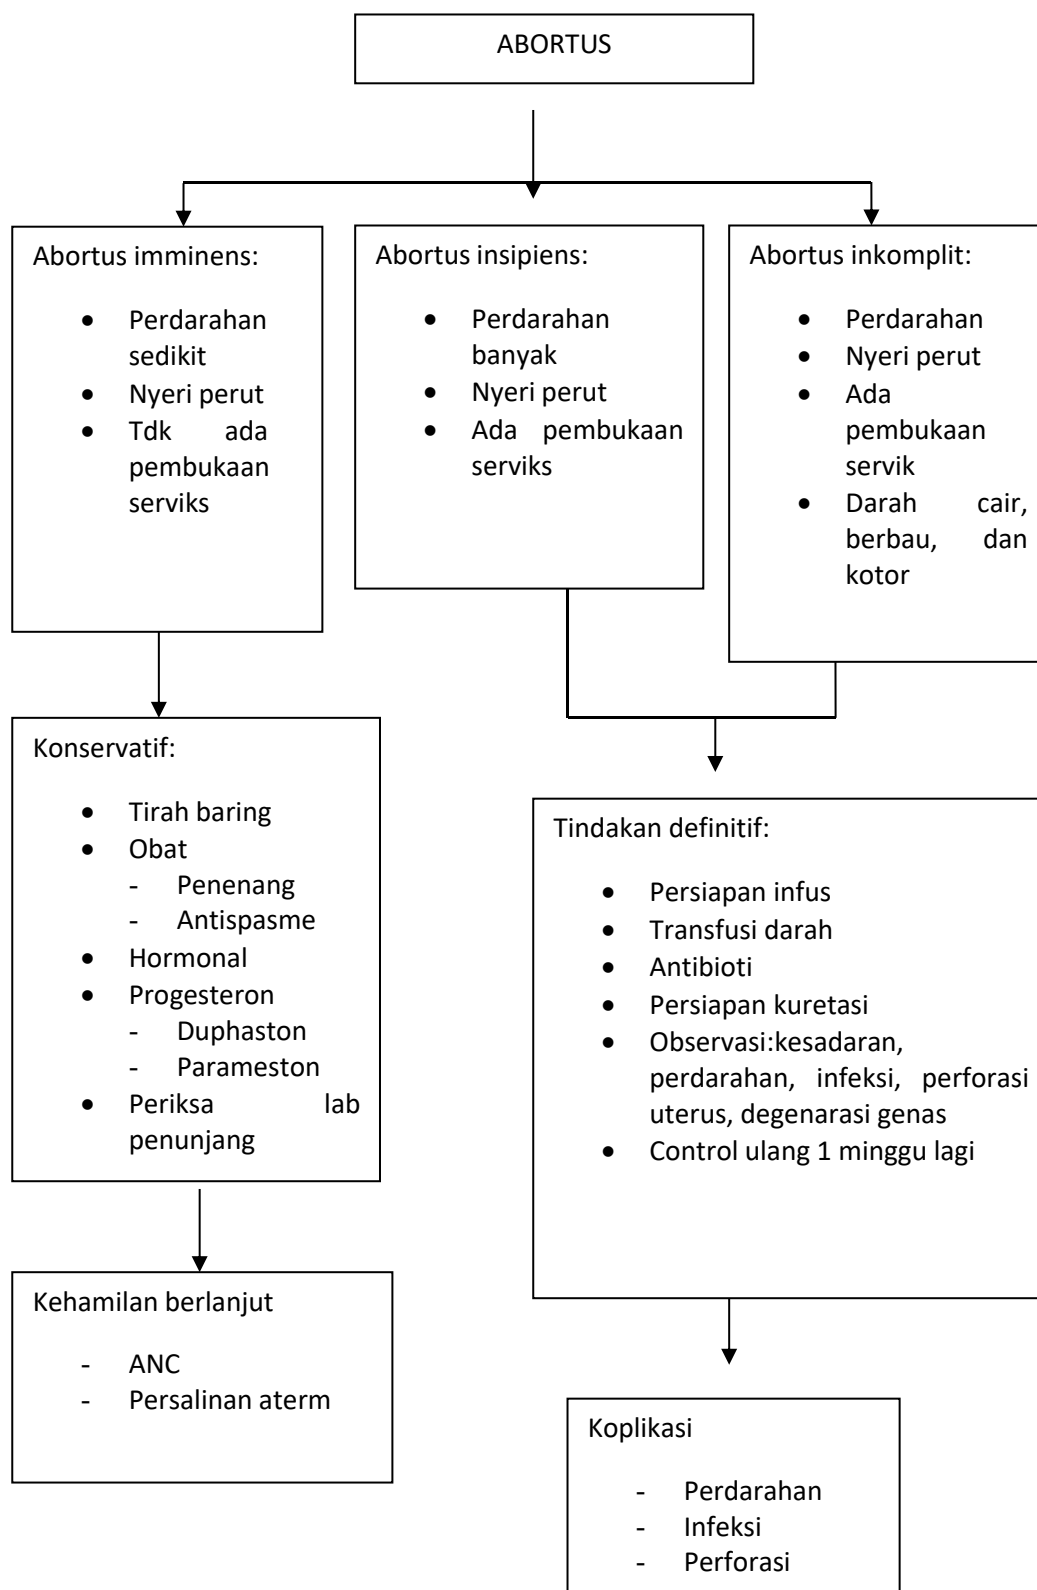 ABORTUS
Abortus imminens:
• Perdarahan
sedikit
• Nyeri perut
• Tdk ada
pembukaan
serviks
Abortus insipiens:
• Perdarahan
banyak
• Nyeri perut
• Ada pembukaan
serviks
Abortus inkomplit:
• Perdarahan
• Nyeri perut
• Ada
pembukaan
servik
• Darah cair,
berbau, dan
kotor
Konservatif:
• Tirah baring
• Obat
- Penenang
- Antispasme
• Hormonal
• Progesteron
- Duphaston
- Parameston
• Periksa lab
penunjang
Tindakan definitif:
• Persiapan infus
• Transfusi darah
• Antibioti
• Persiapan kuretasi
• Observasi:kesadaran,
perdarahan, infeksi, perforasi
uterus, degenarasi genas
• Control ulang 1 minggu lagi
Kehamilan berlanjut
- ANC
- Persalinan aterm
Koplikasi
- Perdarahan
- Infeksi
- Perforasi